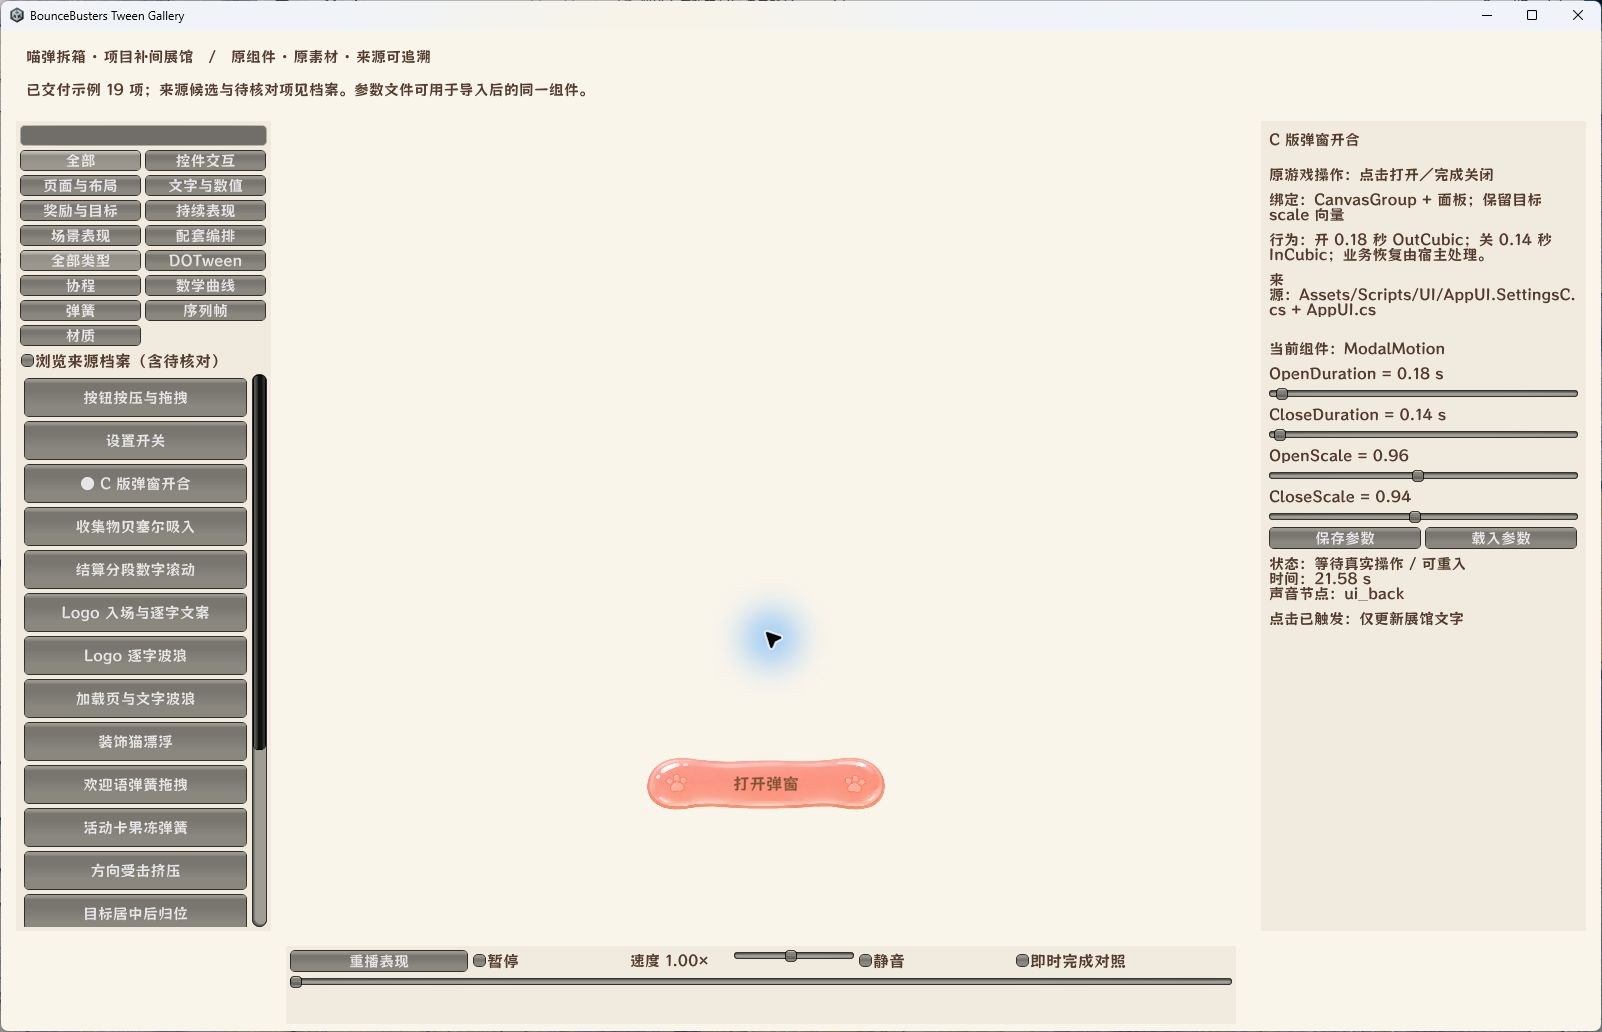 BounceBusters Tween Gallery
喵弹拆箱 · 项目补间展馆 / 原组件 · 原素材 · 来源可追溯
已交付示例 19 项；来源候选与待核对项见档案。参数文件可用于导入后的同一组件。
全部 控件交互
页面与布局 文字与数值
奖励与目标 持续表现
场景表现 配套编排
全部类型 DOTween
协程 数学曲线
弹簧 序列帧
材质
浏览来源档案（含待核对）
按钮按压与拖拽
设置开关
● C 版弹窗开合
收集物贝塞尔吸入
结算分段数字滚动
Logo 入场与逐字文案
Logo 逐字波浪
加载页与文字波浪
装饰猫漂浮
欢迎语弹簧拖拽
活动卡果冻弹簧
方向受击挤压
目标居中后归位
打开弹窗
C 版弹窗开合
原游戏操作：点击打开／完成关闭
绑定：CanvasGroup + 面板；保留目标
scale 向量
行为：开 0.18 秒 OutCubic；关 0.14 秒
InCubic；业务恢复由宿主处理。
来
源：Assets/Scripts/UI/AppUI.SettingsC.
cs + AppUI.cs
当前组件：ModalMotion
OpenDuration = 0.18 s
CloseDuration = 0.14 s
OpenScale = 0.96
CloseScale = 0.94
保存参数 载入参数
状态：等待真实操作 / 可重入
时间：21.58 s
声音节点：ui_back
点击已触发：仅更新展馆文字
重播表现 暂停 速度 1.00× 静音 即时完成对照